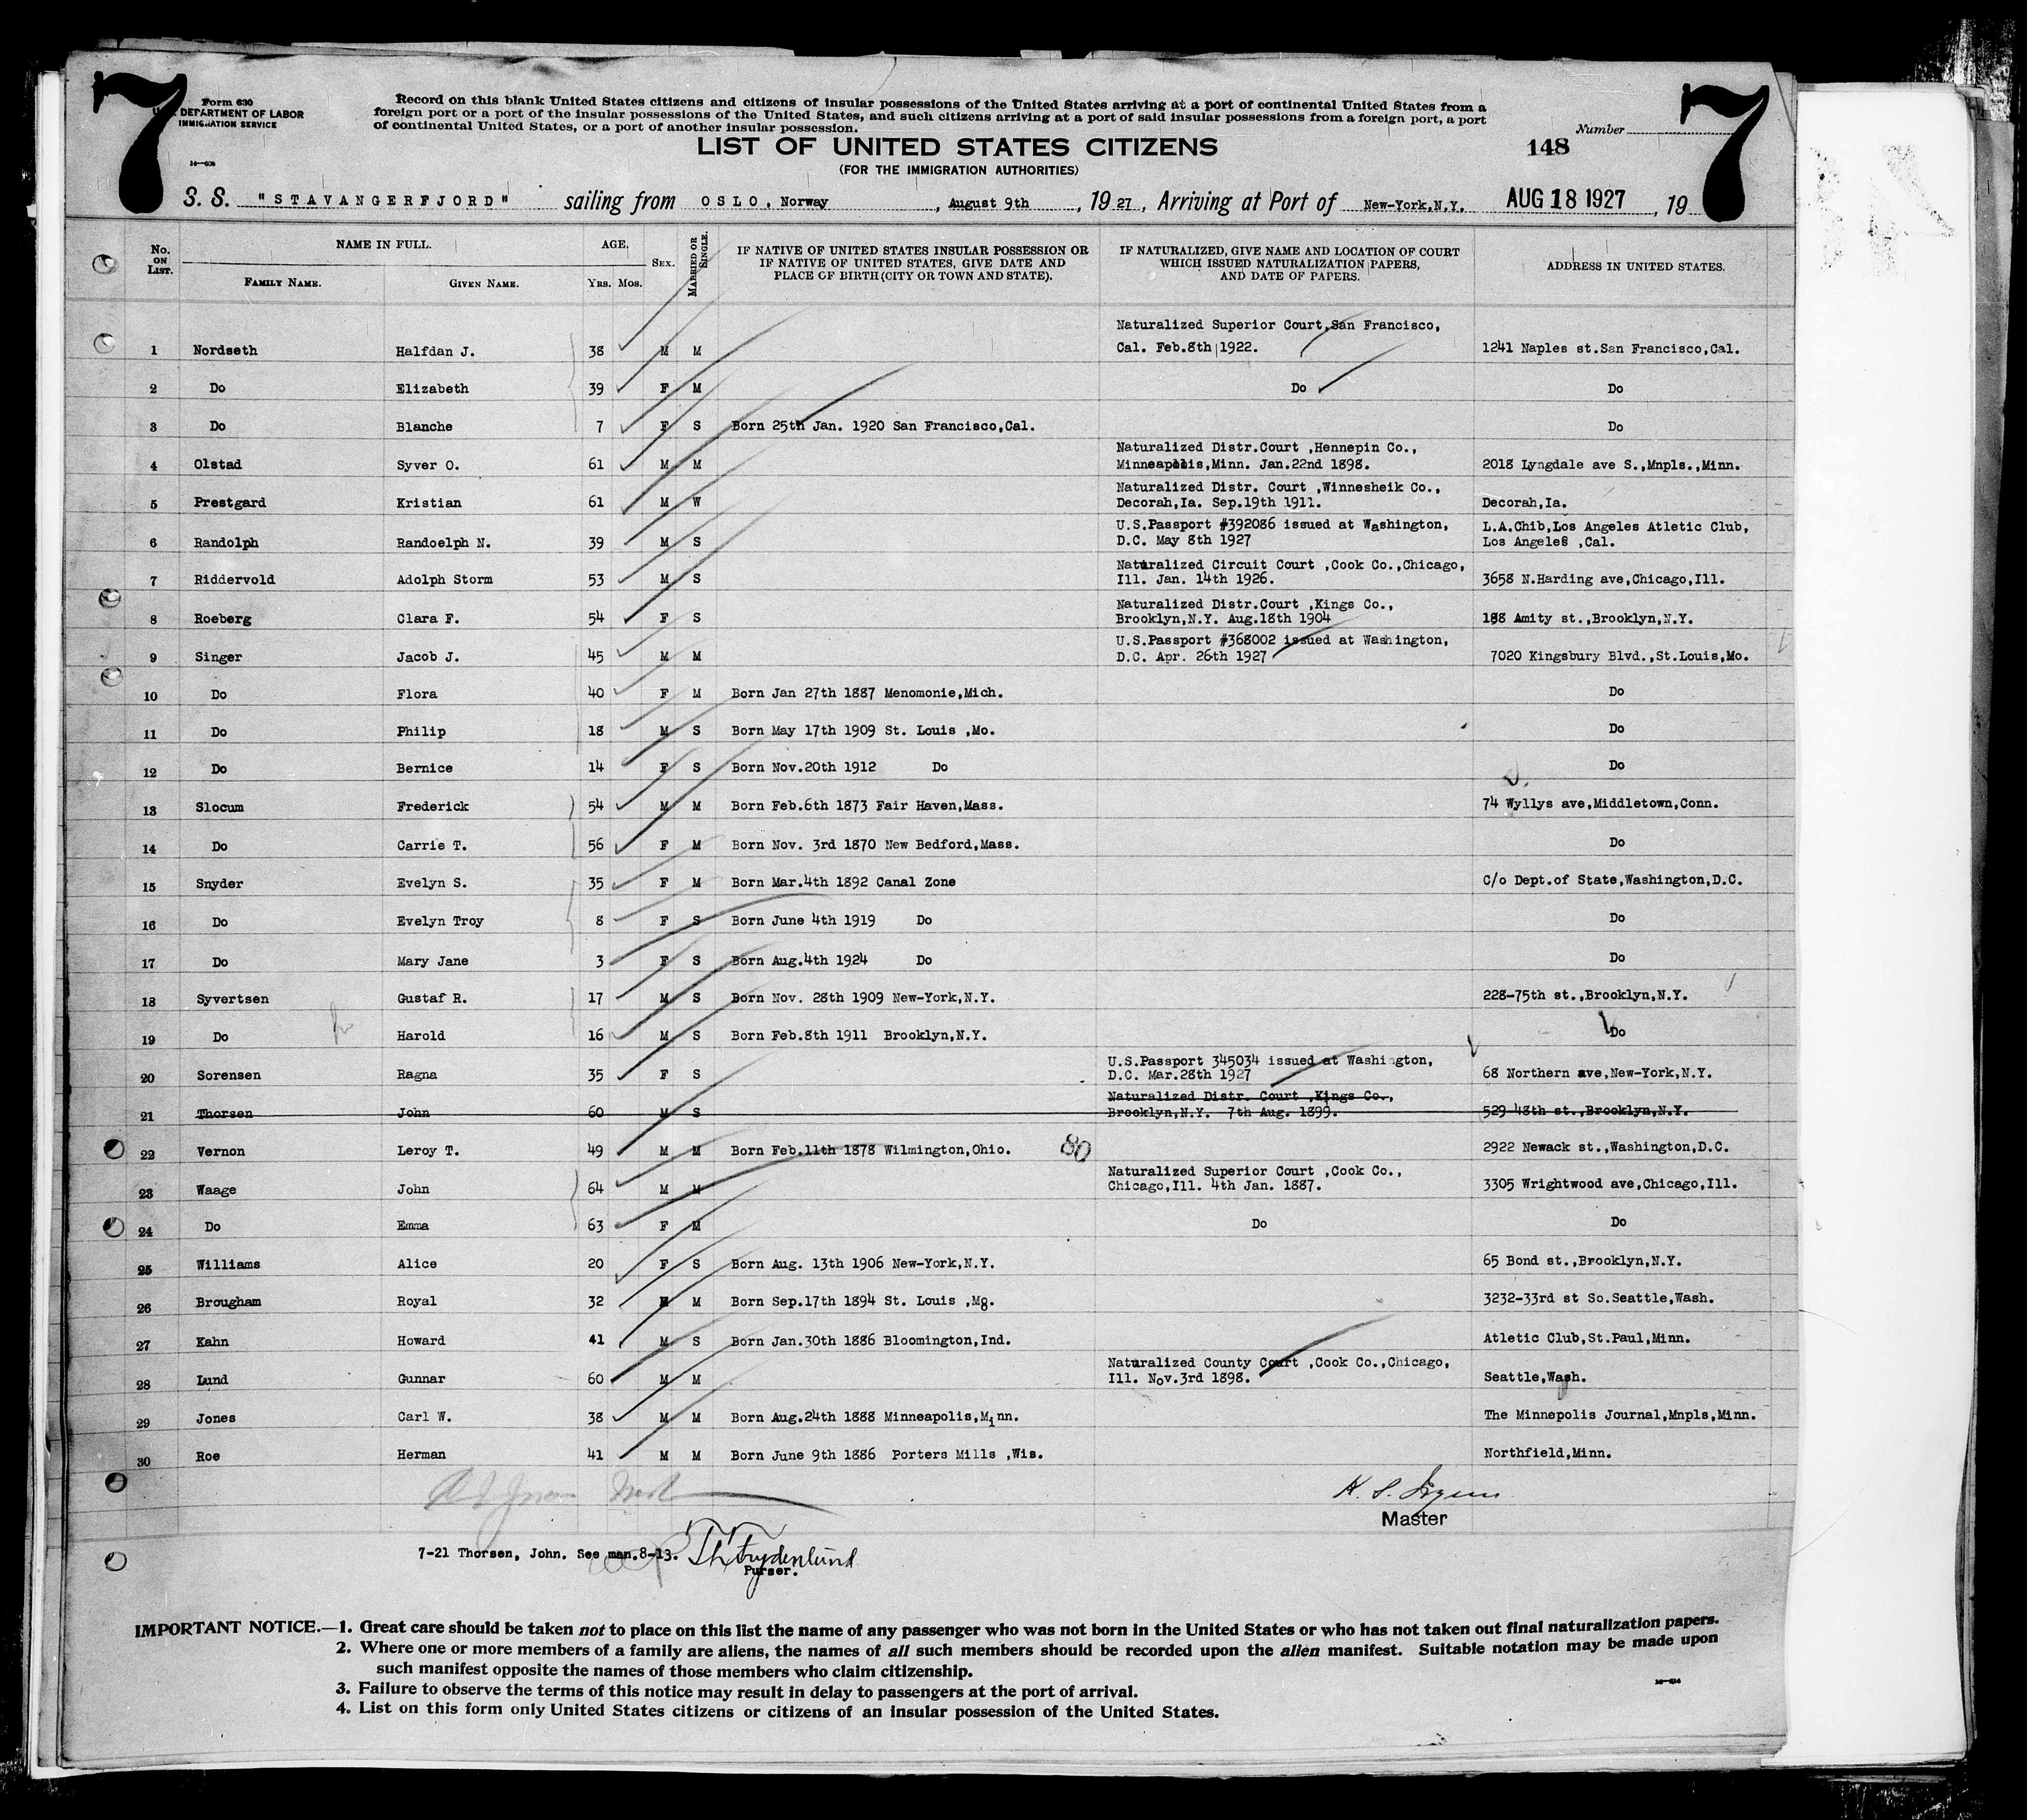 7
7
Form 630
DEPARTMENT OF LABOR
IMMIGRATION SERVICE
Record on this blank United States citizens and citizens of insular possessions of the United States arriving at a port of continental United States from a
foreign port or a port of the insular possessions of the United States, and such citizens arriving at a port of said insular possessions from a foreign port, a port
of continental United States, or a port of another insular possession.
Number
148
LIST OF UNITED STATES CITIZENS
(FOR THE IMMIGRATION AUTHORITIES)
S. S. "STAVANGERFJORD" sailing from OSLO, Norway, August 9th, 1927, Arriving at Port of New-York, N.Y. AUG 18 1927, 19
No. ON LIST. NAME IN FULL. FAMILY NAME. GIVEN NAME. AGE, YRS. MOS. SEX. MARRIED OR SINGLE. IF NATIVE OF UNITED STATES INSULAR POSSESSION OR IF NATIVE OF UNITED STATES, GIVE DATE AND PLACE OF BIRTH (CITY OR TOWN AND STATE). IF NATURALIZED, GIVE NAME AND LOCATION OF COURT WHICH ISSUED NATURALIZATION PAPERS, AND DATE OF PAPERS. ADDRESS IN UNITED STATES.
1 Nordseth Halfdan J. 38 M M Naturalized Superior Court, San Francisco, Cal. Feb.8th 1922. 1241 Naples st.San Francisco,Cal.
2 Do Elizabeth 39 F M Do Do
3 Do Blanche 7 F S Born 25th Jan. 1920 San Francisco,Cal. Do
4 Olstad Syver O. 61 M M Naturalized Distr.Court ,Hennepin Co., Minneapolis,Minn. Jan.22nd 1898. 2018 Lyngdale ave S.,Mnpls.,Minn.
5 Prestgard Kristian 61 M W Naturalized Distr. Court ,Winnesheik Co., Decorah,Ia. Sep.19th 1911. Decorah,Ia.
6 Randolph Randoelph N. 39 M S U.S.Passport #392086 issued at Washington, D.C. May 8th 1927 L.A.Chib,Los Angeles Atletic Club, Los Angeles ,Cal.
7 Riddervold Adolph Storm 53 M S Naturalized Circuit Court ,Cook Co.,Chicago, Ill. Jan. 14th 1926. 3658 N.Harding ave,Chicago,Ill.
8 Roeberg Clara F. 54 F S Naturalized Distr.Court ,Kings Co., Brooklyn,N.Y. Aug.18th 1904 198 Amity st.,Brooklyn,N.Y.
9 Singer Jacob J. 45 M M U.S.Passport #368002 issued at Washington, D.C. Apr. 26th 1927 7020 Kingsbury Blvd.,St.Louis,Mo.
10 Do Flora 40 F M Born Jan 27th 1887 Menomonie,Mich. Do
11 Do Philip 18 M S Born May 17th 1909 St. Louis ,Mo. Do
12 Do Bernice 14 F S Born Nov.20th 1912 Do Do
13 Slocum Frederick 54 M M Born Feb.6th 1873 Fair Haven,Mass. 74 Wyllys ave,Middletown,Conn.
14 Do Carrie T. 56 F M Born Nov. 3rd 1870 New Bedford,Mass. Do
15 Snyder Evelyn S. 35 F M Born Mar.4th 1892 Canal Zone C/o Dept.of State,Washington,D.C.
16 Do Evelyn Troy 8 F S Born June 4th 1919 Do Do
17 Do Mary Jane 3 F S Born Aug.4th 1924 Do Do
18 Syvertsen Gustaf R. 17 M S Born Nov. 28th 1909 New-York,N.Y. 228-75th st.,Brooklyn,N.Y.
19 Do Harold 16 M S Born Feb.8th 1911 Brooklyn,N.Y. Do
20 Sorensen Ragna 35 F S U.S.Passport 345034 issued at Washington, D.C. Mar.28th 1927 68 Northern ave,New-York,N.Y.
21 Thorsen John 60 M S Naturalized Distr. Court ,Kings Co., Brooklyn,N.Y. 7th Aug. 1899. 529-48th st.,Brooklyn,N.Y.
22 Vernon Leroy T. 49 M M Born Feb.11th 1878 Wilmington,Ohio. 80 2922 Newack st.,Washington,D.C.
23 Waage John 64 M M Naturalized Superior Court ,Cook Co., Chicago,Ill. 4th Jan. 1887. 3305 Wrightwood ave,Chicago,Ill.
24 Do Emma 63 F M Do Do
25 Williams Alice 20 F S Born Aug. 13th 1906 New-York,N.Y. 65 Bond st.,Brooklyn,N.Y.
26 Brougham Royal 32 M M Born Sep.17th 1894 St. Louis ,Mo. 3232-33rd st So.Seattle,Wash.
27 Kahn Howard 41 M S Born Jan.30th 1886 Bloomington,Ind. Atletic Club,St.Paul,Minn.
28 Lund Gunnar 60 M M Naturalized County Court ,Cook Co.,Chicago, Ill. Nov.3rd 1898. Seattle,Wash.
29 Jones Carl W. 38 M M Born Aug.24th 1888 Minneapolis,Minn. The Minnepolis Journal,Mnpls,Minn.
30 Roe Herman 41 M M Born June 9th 1886 Porters Mills ,Wis. Northfield,Minn.
Master
7-21 Thorsen, John. See man.8-13. Th Frydenlund
Purser.
IMPORTANT NOTICE.—1. Great care should be taken not to place on this list the name of any passenger who was not born in the United States or who has not taken out final naturalization papers.
2. Where one or more members of a family are aliens, the names of all such members should be recorded upon the alien manifest. Suitable notation may be made upon
such manifest opposite the names of those members who claim citizenship.
3. Failure to observe the terms of this notice may result in delay to passengers at the port of arrival.
4. List on this form only United States citizens or citizens of an insular possession of the United States.